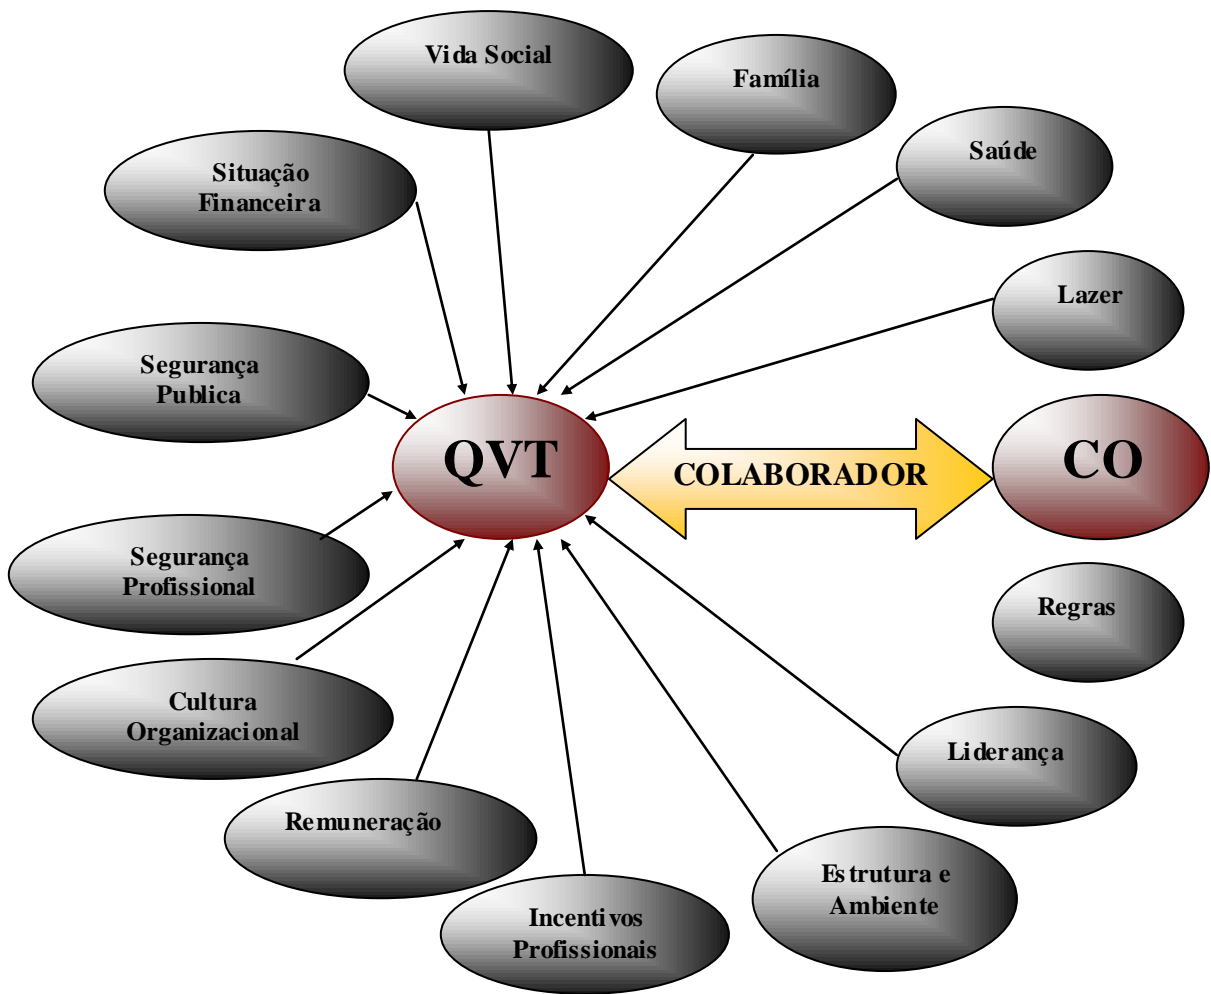 Vida Social
Família
Saúde
Situação
Financeira
Lazer
Segurança
Publica
QVT
COLABORADOR
CO
Segurança
Profissional
Regras
Cultura
Organizacional
Liderança
Remuneração
Estrutura e
Ambiente
Incentivos
Profissionais